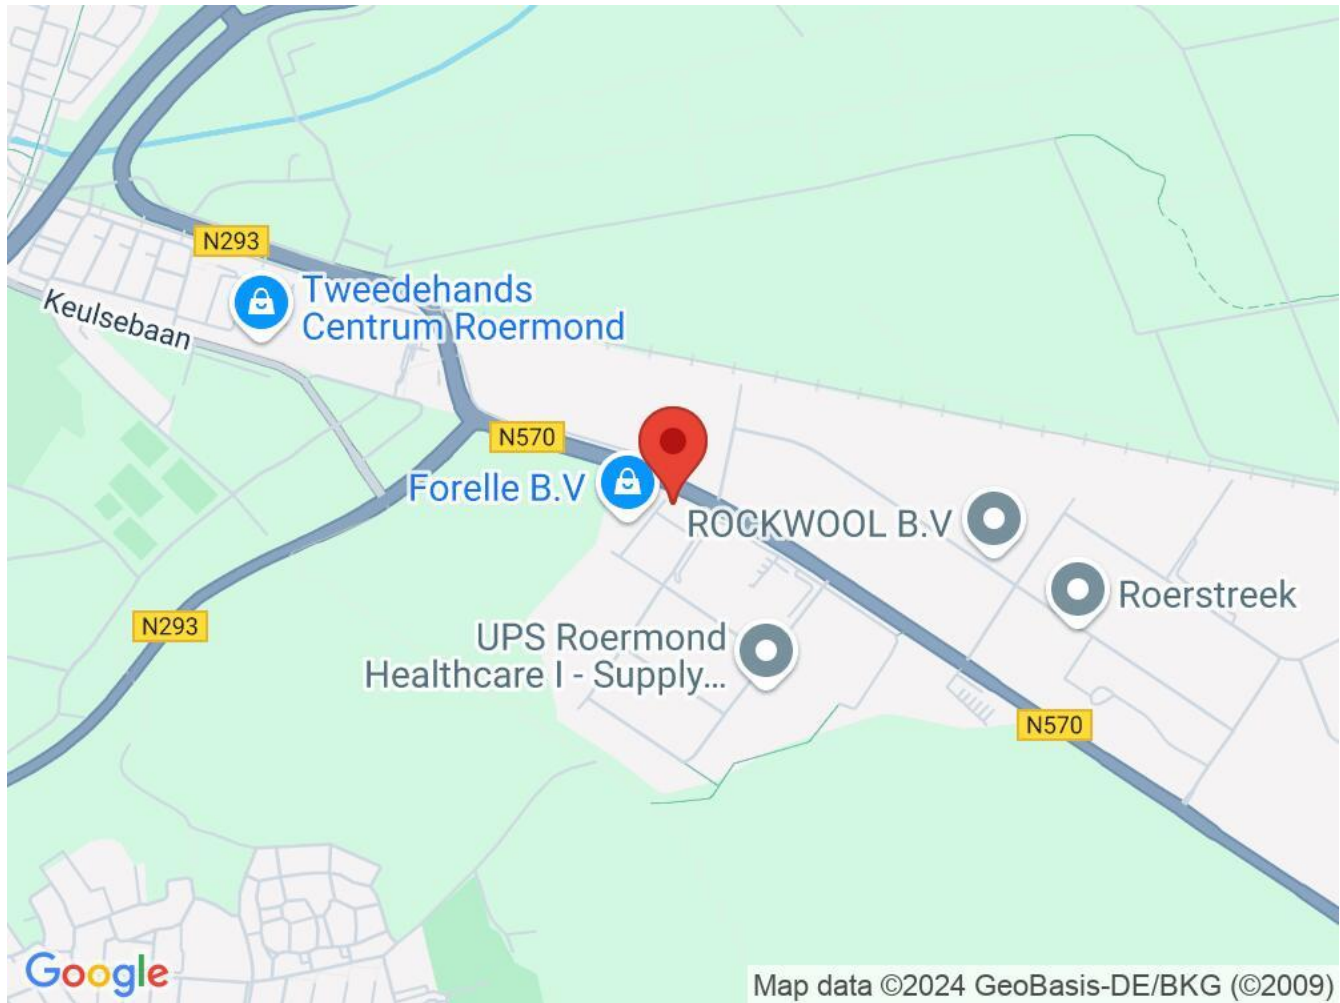 N293
Tweedehands
Centrum Roermond
Keulsebaan
N570
Forelle B.V
ROCKWOOL B.V
Roerstreek
N293
UPS Roermond
Healthcare I - Supply...
N570
Google
Map data ©2024 GeoBasis-DE/BKG (©2009)